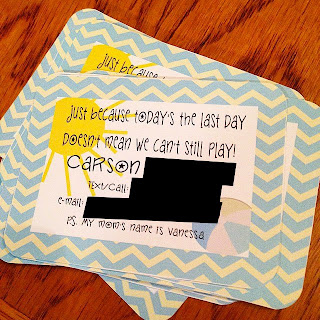 just because
just because today's the last day
doesn't mean we can't still play!
Carson
text/call:
e-mail:
P.S. My mom's name is Vanessa